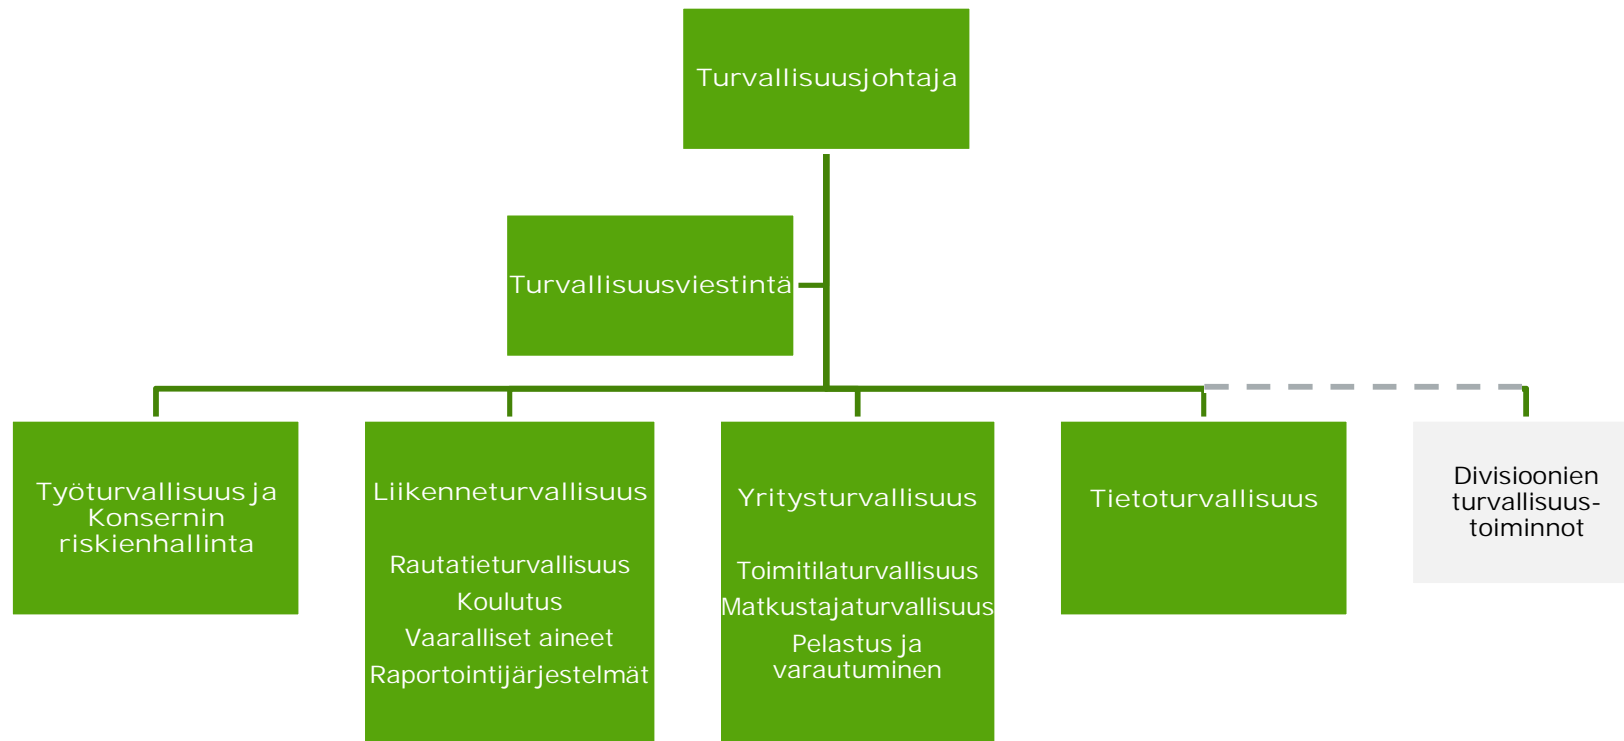 Turvallisuusjohtaja
Turvallisuusviestintä
Työturvallisuus ja
Konsernin
riskienhallinta
Liikenneturvallisuus
Rautatieturvallisuus
Koulutus
Vaaralliset aineet
Raportointijärjestelmät
Yritysturvallisuus
Toimitilaturvallisuus
Matkustajaturvallisuus
Pelastus ja
varautuminen
Tietoturvallisuus
Divisioonien
turvallisuus-
toiminnot